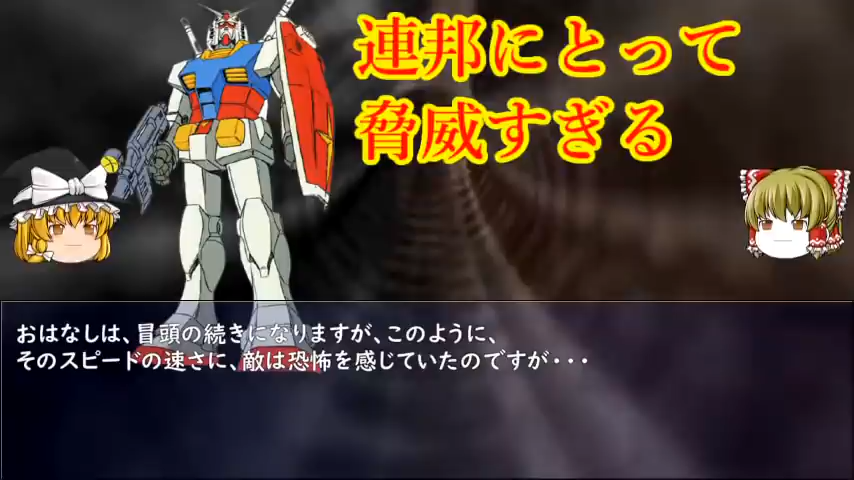 連邦にとって
脅威すぎる
おはなしは、冒頭の続きになりますが、このように、
そのスピードの速さに、敵は恐怖を感じていたのですが・・・